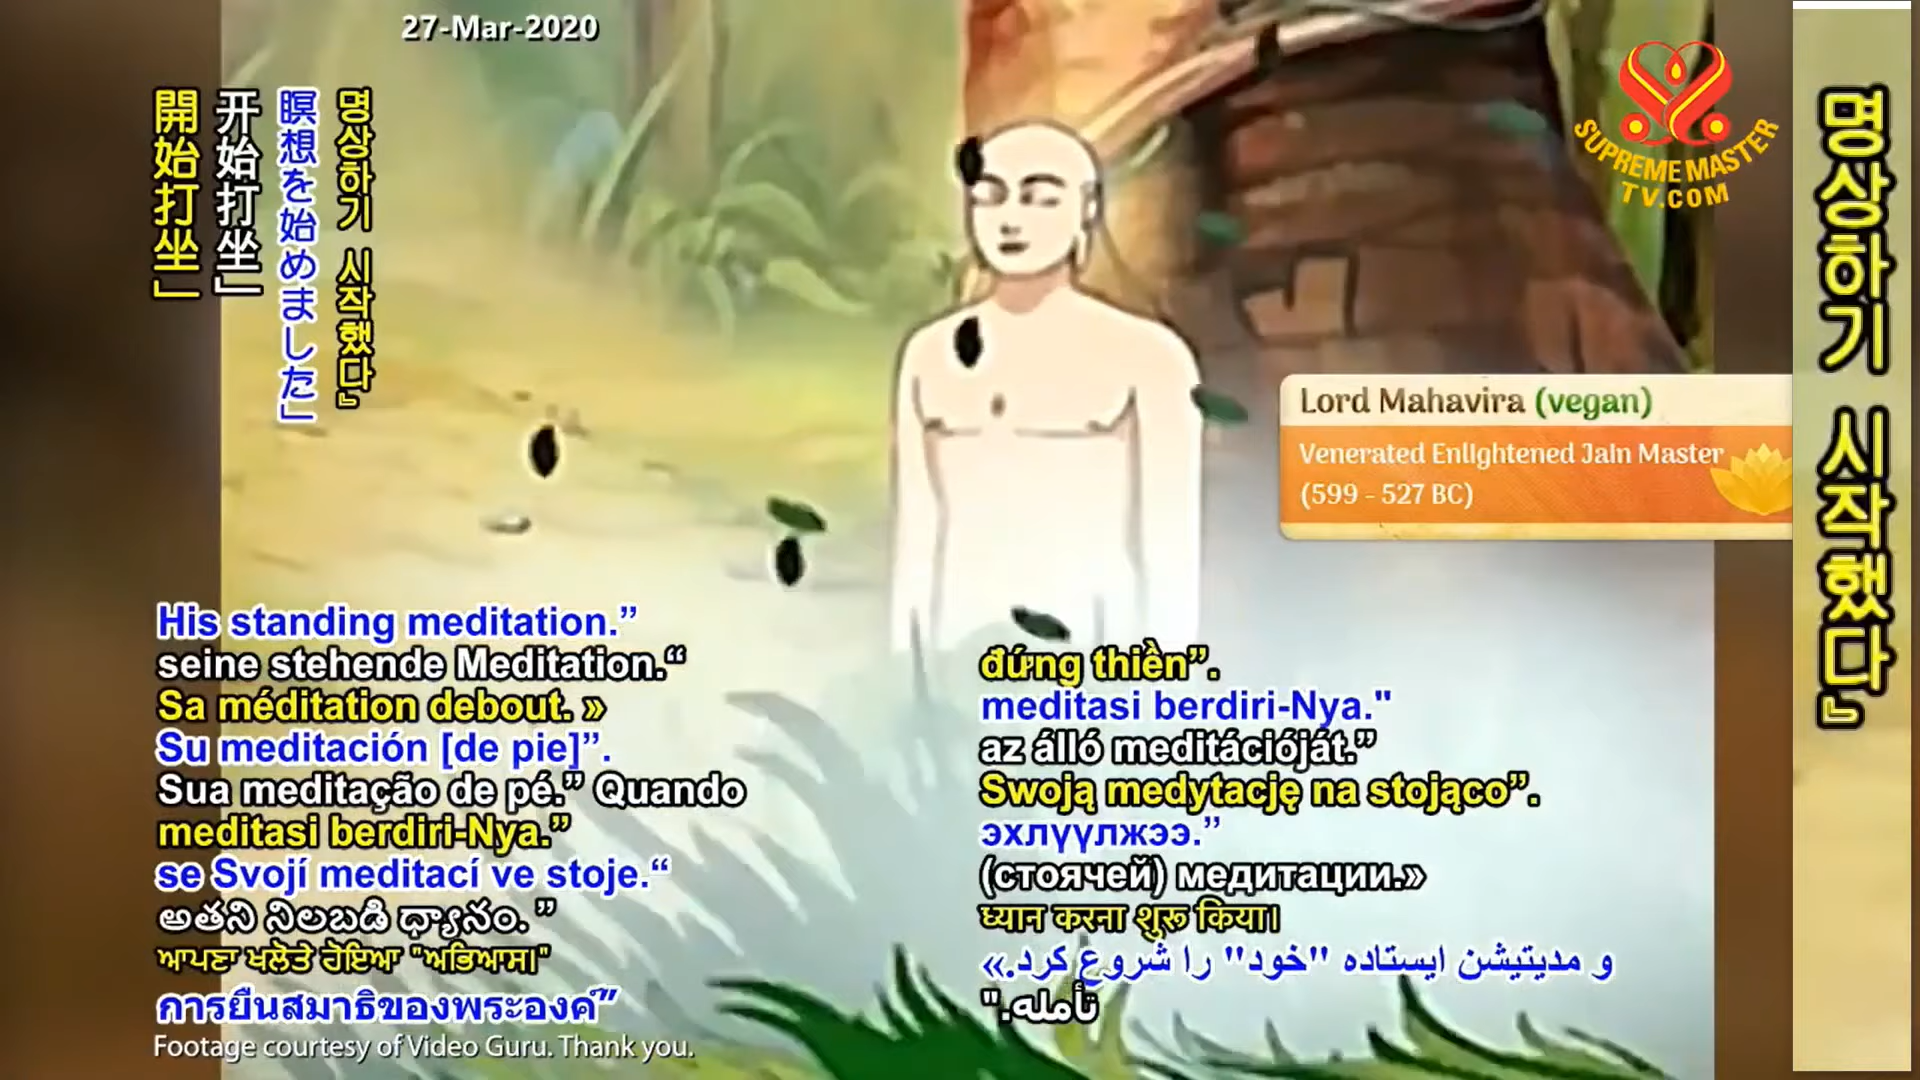 27-Mar-2020
SUPREME MASTER
TV.COM
開始打坐」
开始打坐」
瞑想を始めました」
명상하기 시작했다』
명상하기 시작했다』
Lord Mahavira (vegan)
Venerated Enlightened Jain Master
(599 - 527 BC)
His standing meditation.”
seine stehende Meditation.“
Sa méditation debout. »
Su meditación [de pie]”.
Sua meditação de pé.” Quando
meditasi berdiri-Nya.”
se Svojí meditací ve stoje.“
అతని నిలబడి ధ్యానం. ”
ਆਪਣਾ ਖਲੋਤੇ ਹੋਇਆ "ਅਭਿਆਸ।"
การยืนสมาธิของพระองค์”
đứng thiền”.
meditasi berdiri-Nya."
az álló meditációját.”
Swoją medytację na stojąco”.
эхлүүлжээ.”
(стоячей) медитации.»
ध्यान करना शुरू किया।
و مدیتیشن ایستاده "خود" را شروع کرد.»
تأمله."
Footage courtesy of Video Guru. Thank you.